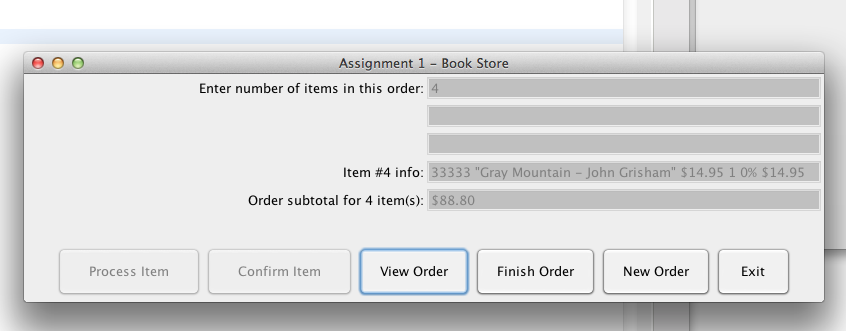 Assignment 1 – Book Store
Enter number of items in this order: 4
Item #4 info: 33333 "Gray Mountain – John Grisham" $14.95 1 0% $14.95
Order subtotal for 4 item(s): $88.80
Process Item Confirm Item View Order Finish Order New Order Exit